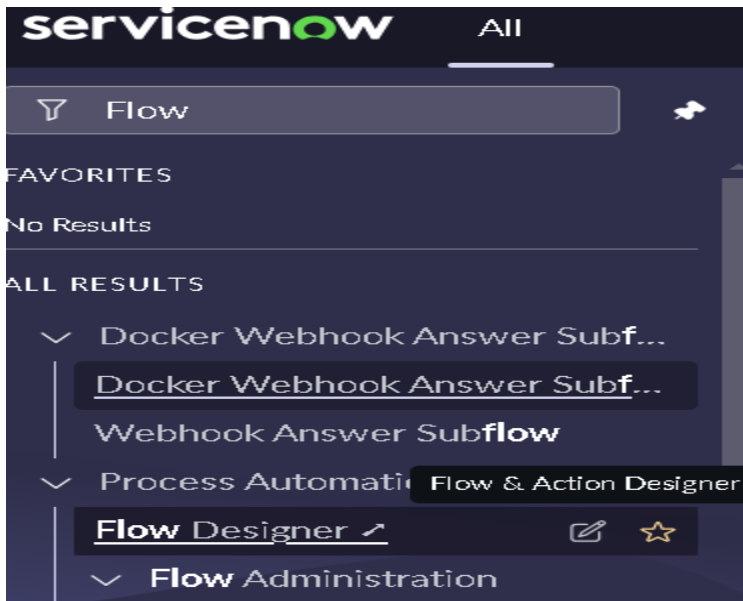 servicenow All
Flow
FAVORITES
No Results
ALL RESULTS
Docker Webhook Answer Subf...
Docker Webhook Answer Subf...
Webhook Answer Subflow
Process Automati Flow & Action Designer
Flow Designer
Flow Administration